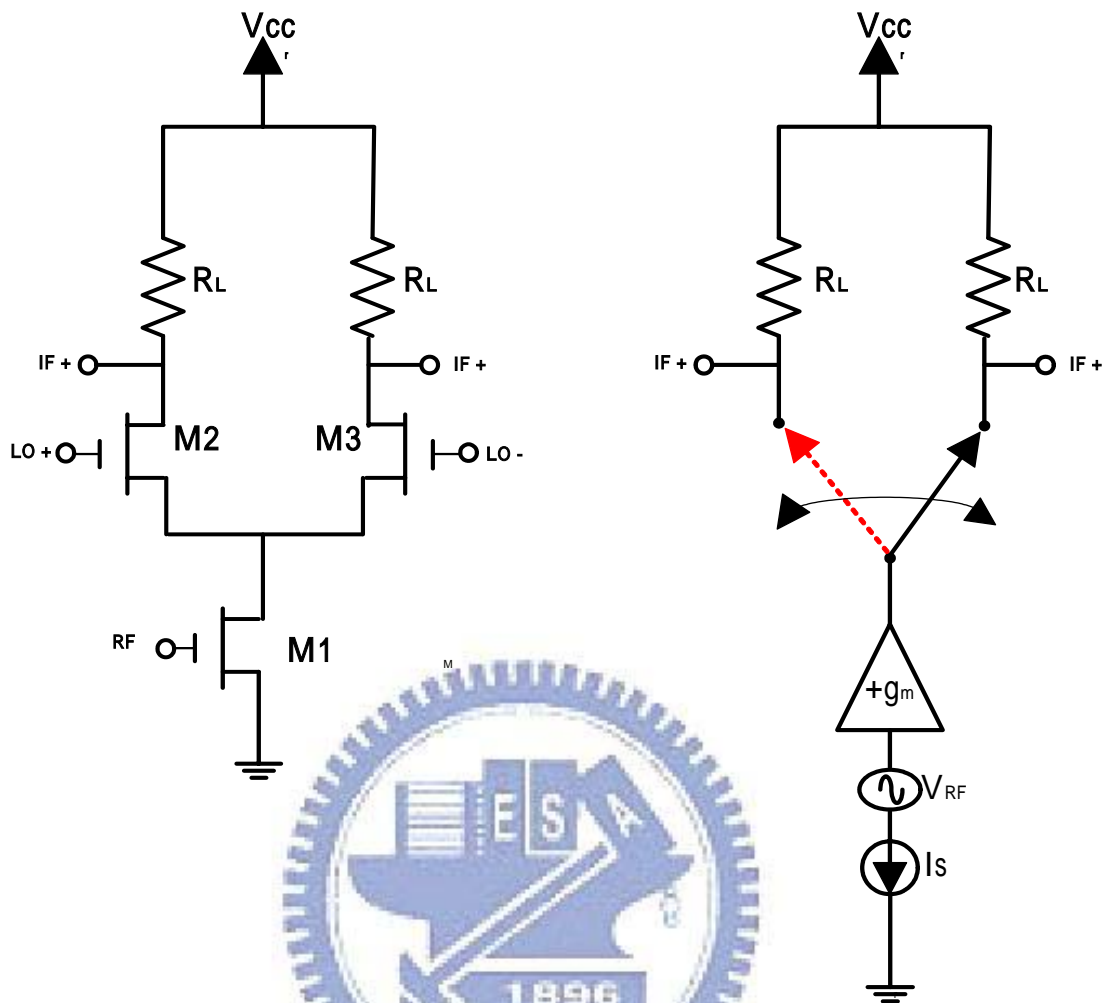 Vcc
r
Vcc
r
RL
RL
RL
RL
IF +
IF +
IF +
IF +
LO +
M2
M3
LO -
RF
M1
M
+gm
VRF
Is
E S A
1896